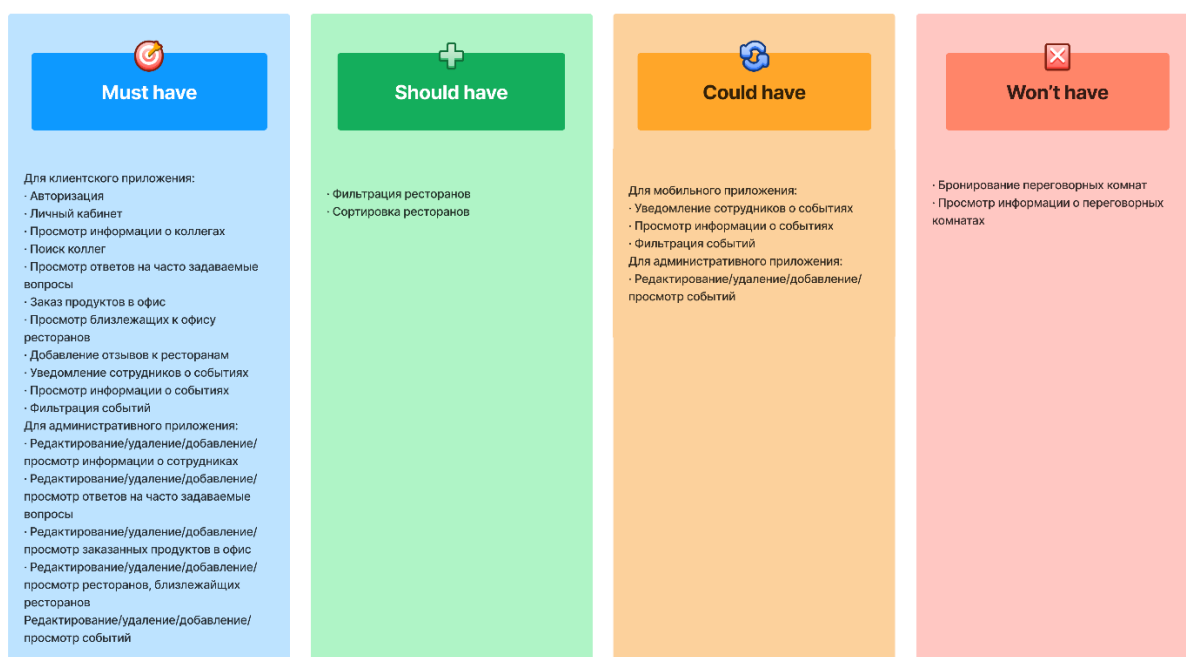 Must have
Для клиентского приложения:
· Авторизация
· Личный кабинет
· Просмотр информации о коллегах
· Поиск коллег
· Просмотр ответов на часто задаваемые
вопросы
· Заказ продуктов в офис
· Просмотр близлежащих к офису
ресторанов
· Добавление отзывов к ресторанам
· Уведомление сотрудников о событиях
· Просмотр информации о событиях
· Фильтрация событий
Для административного приложения:
· Редактирование/удаление/добавление/
просмотр информации о сотрудниках
· Редактирование/удаление/добавление/
просмотр ответов на часто задаваемые
вопросы
· Редактирование/удаление/добавление/
просмотр заказанных продуктов в офис
· Редактирование/удаление/добавление/
просмотр ресторанов, близлежайщих
ресторанов
Редактирование/удаление/добавление/
просмотр событий
Should have
· Фильтрация ресторанов
· Сортировка ресторанов
Could have
Для мобильного приложения:
· Уведомление сотрудников о событиях
· Просмотр информации о событиях
· Фильтрация событий
Для административного приложения:
· Редактирование/удаление/добавление/
просмотр событий
Won't have
· Бронирование переговорных комнат
· Просмотр информации о переговорных
комнатах